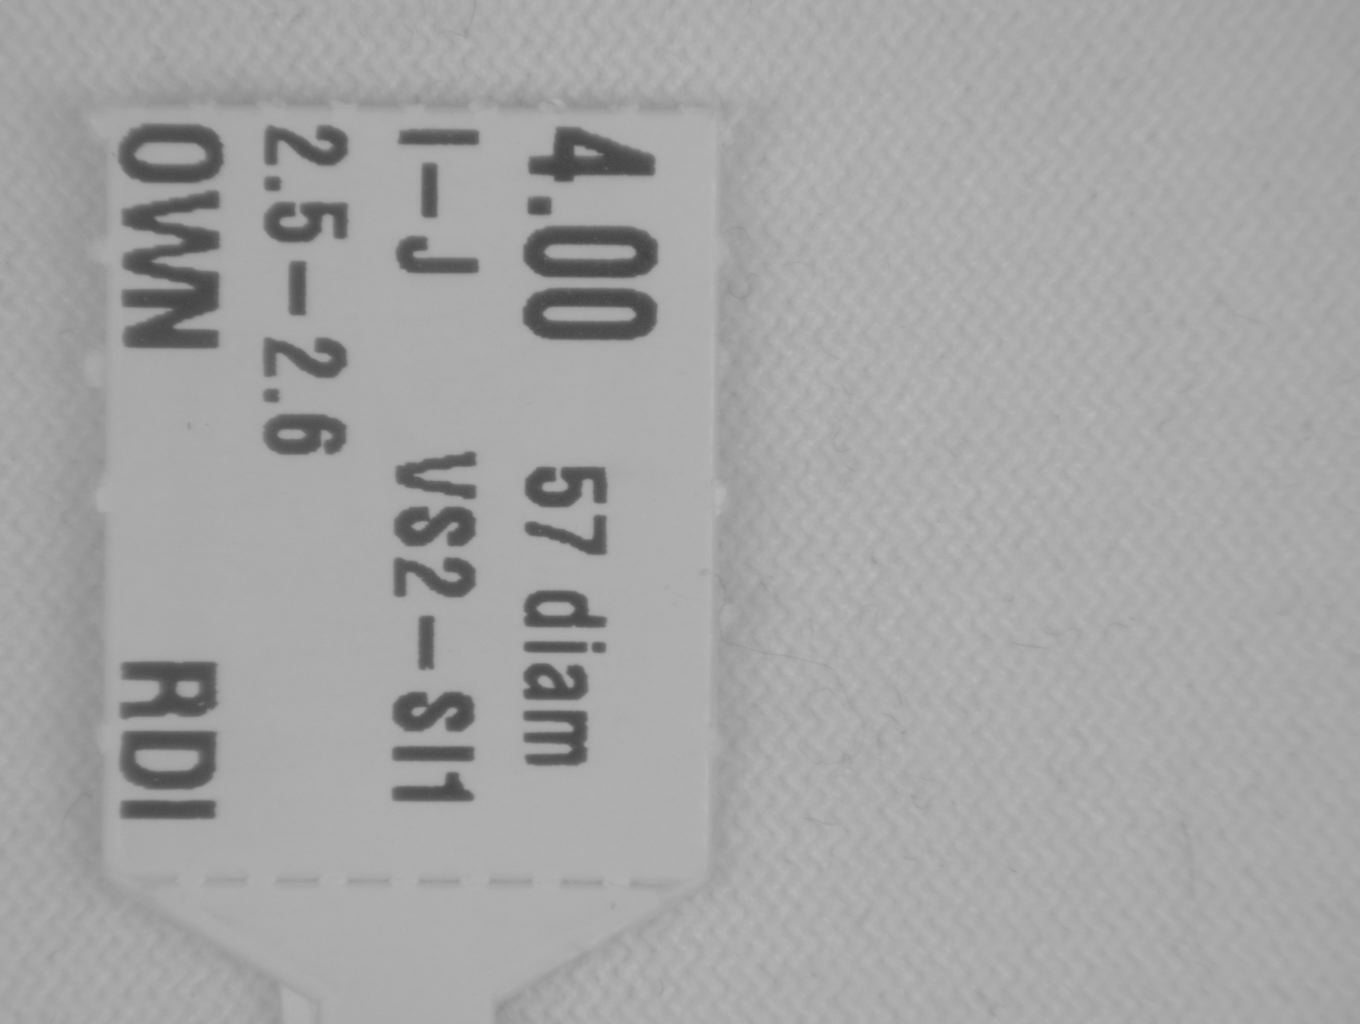 4.00 57 diam
I-J VS2-SI1
2.5-2.6
OWN RDI